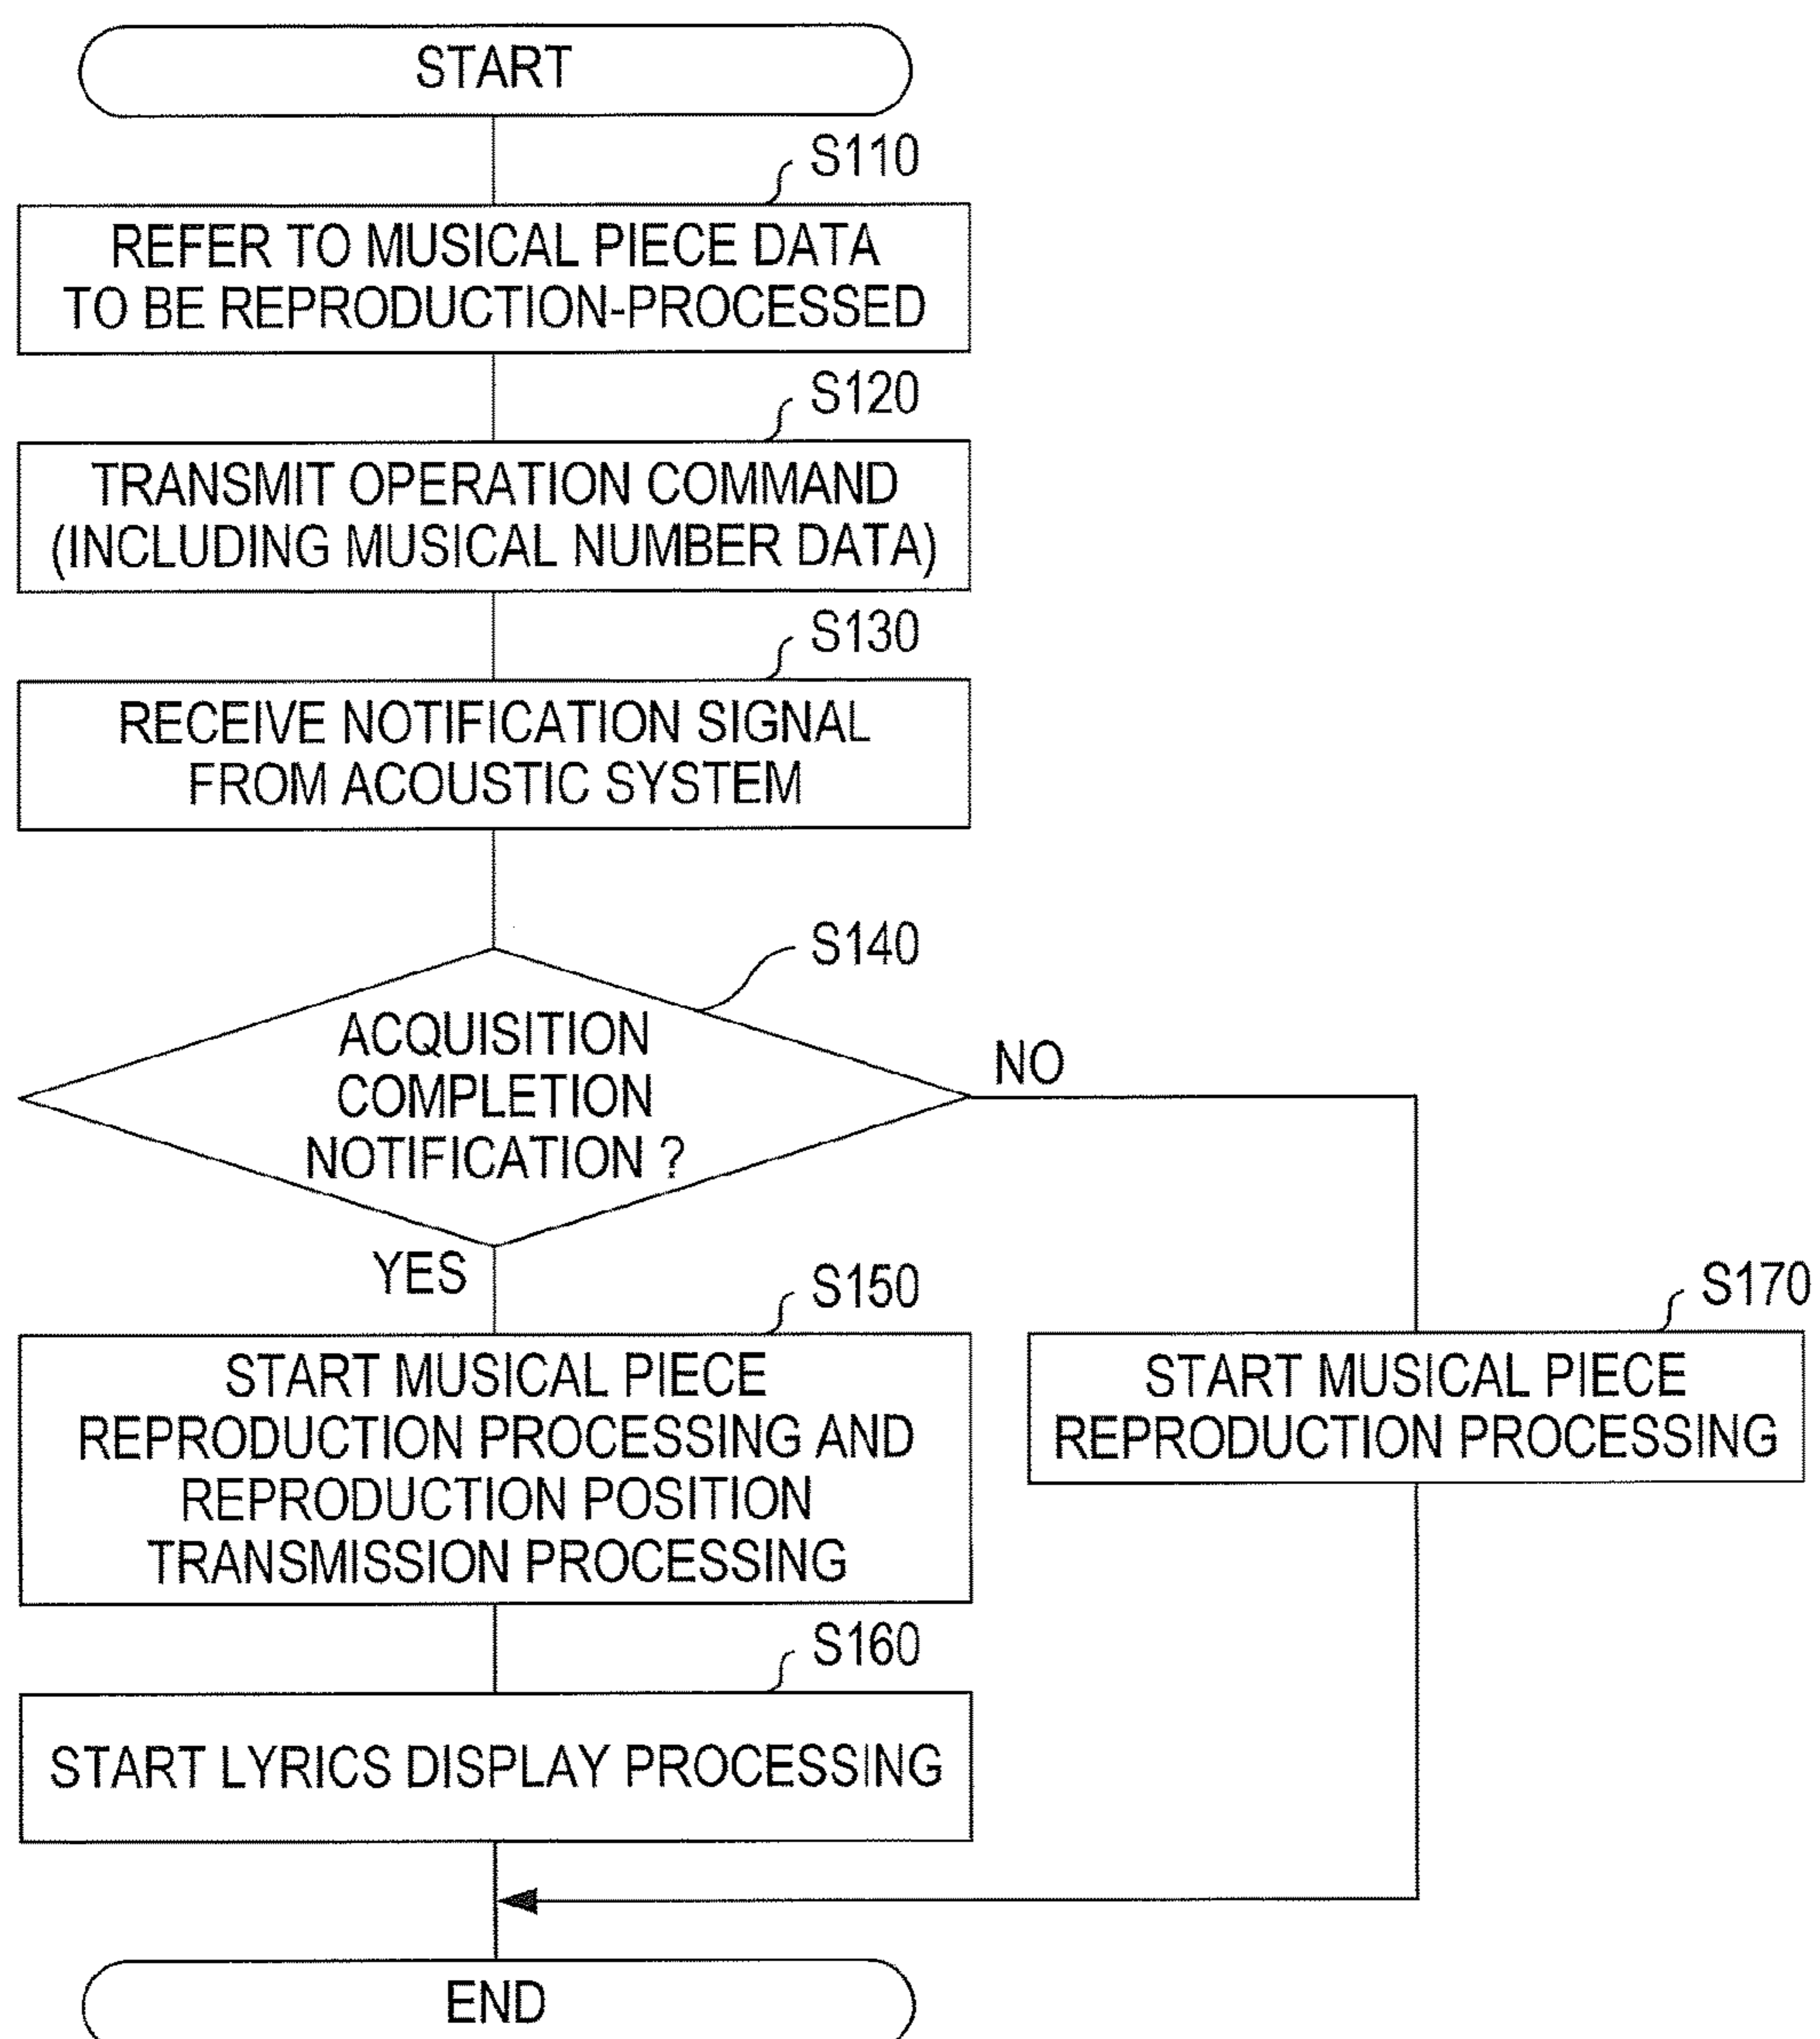 START
S110
REFER TO MUSICAL PIECE DATA
TO BE REPRODUCTION-PROCESSED
S120
TRANSMIT OPERATION COMMAND
(INCLUDING MUSICAL NUMBER DATA)
S130
RECEIVE NOTIFICATION SIGNAL
FROM ACOUSTIC SYSTEM
S140
ACQUISITION
COMPLETION
NOTIFICATION ?
NO
YES
S150
START MUSICAL PIECE
REPRODUCTION PROCESSING AND
REPRODUCTION POSITION
TRANSMISSION PROCESSING
S170
START MUSICAL PIECE
REPRODUCTION PROCESSING
S160
START LYRICS DISPLAY PROCESSING
END